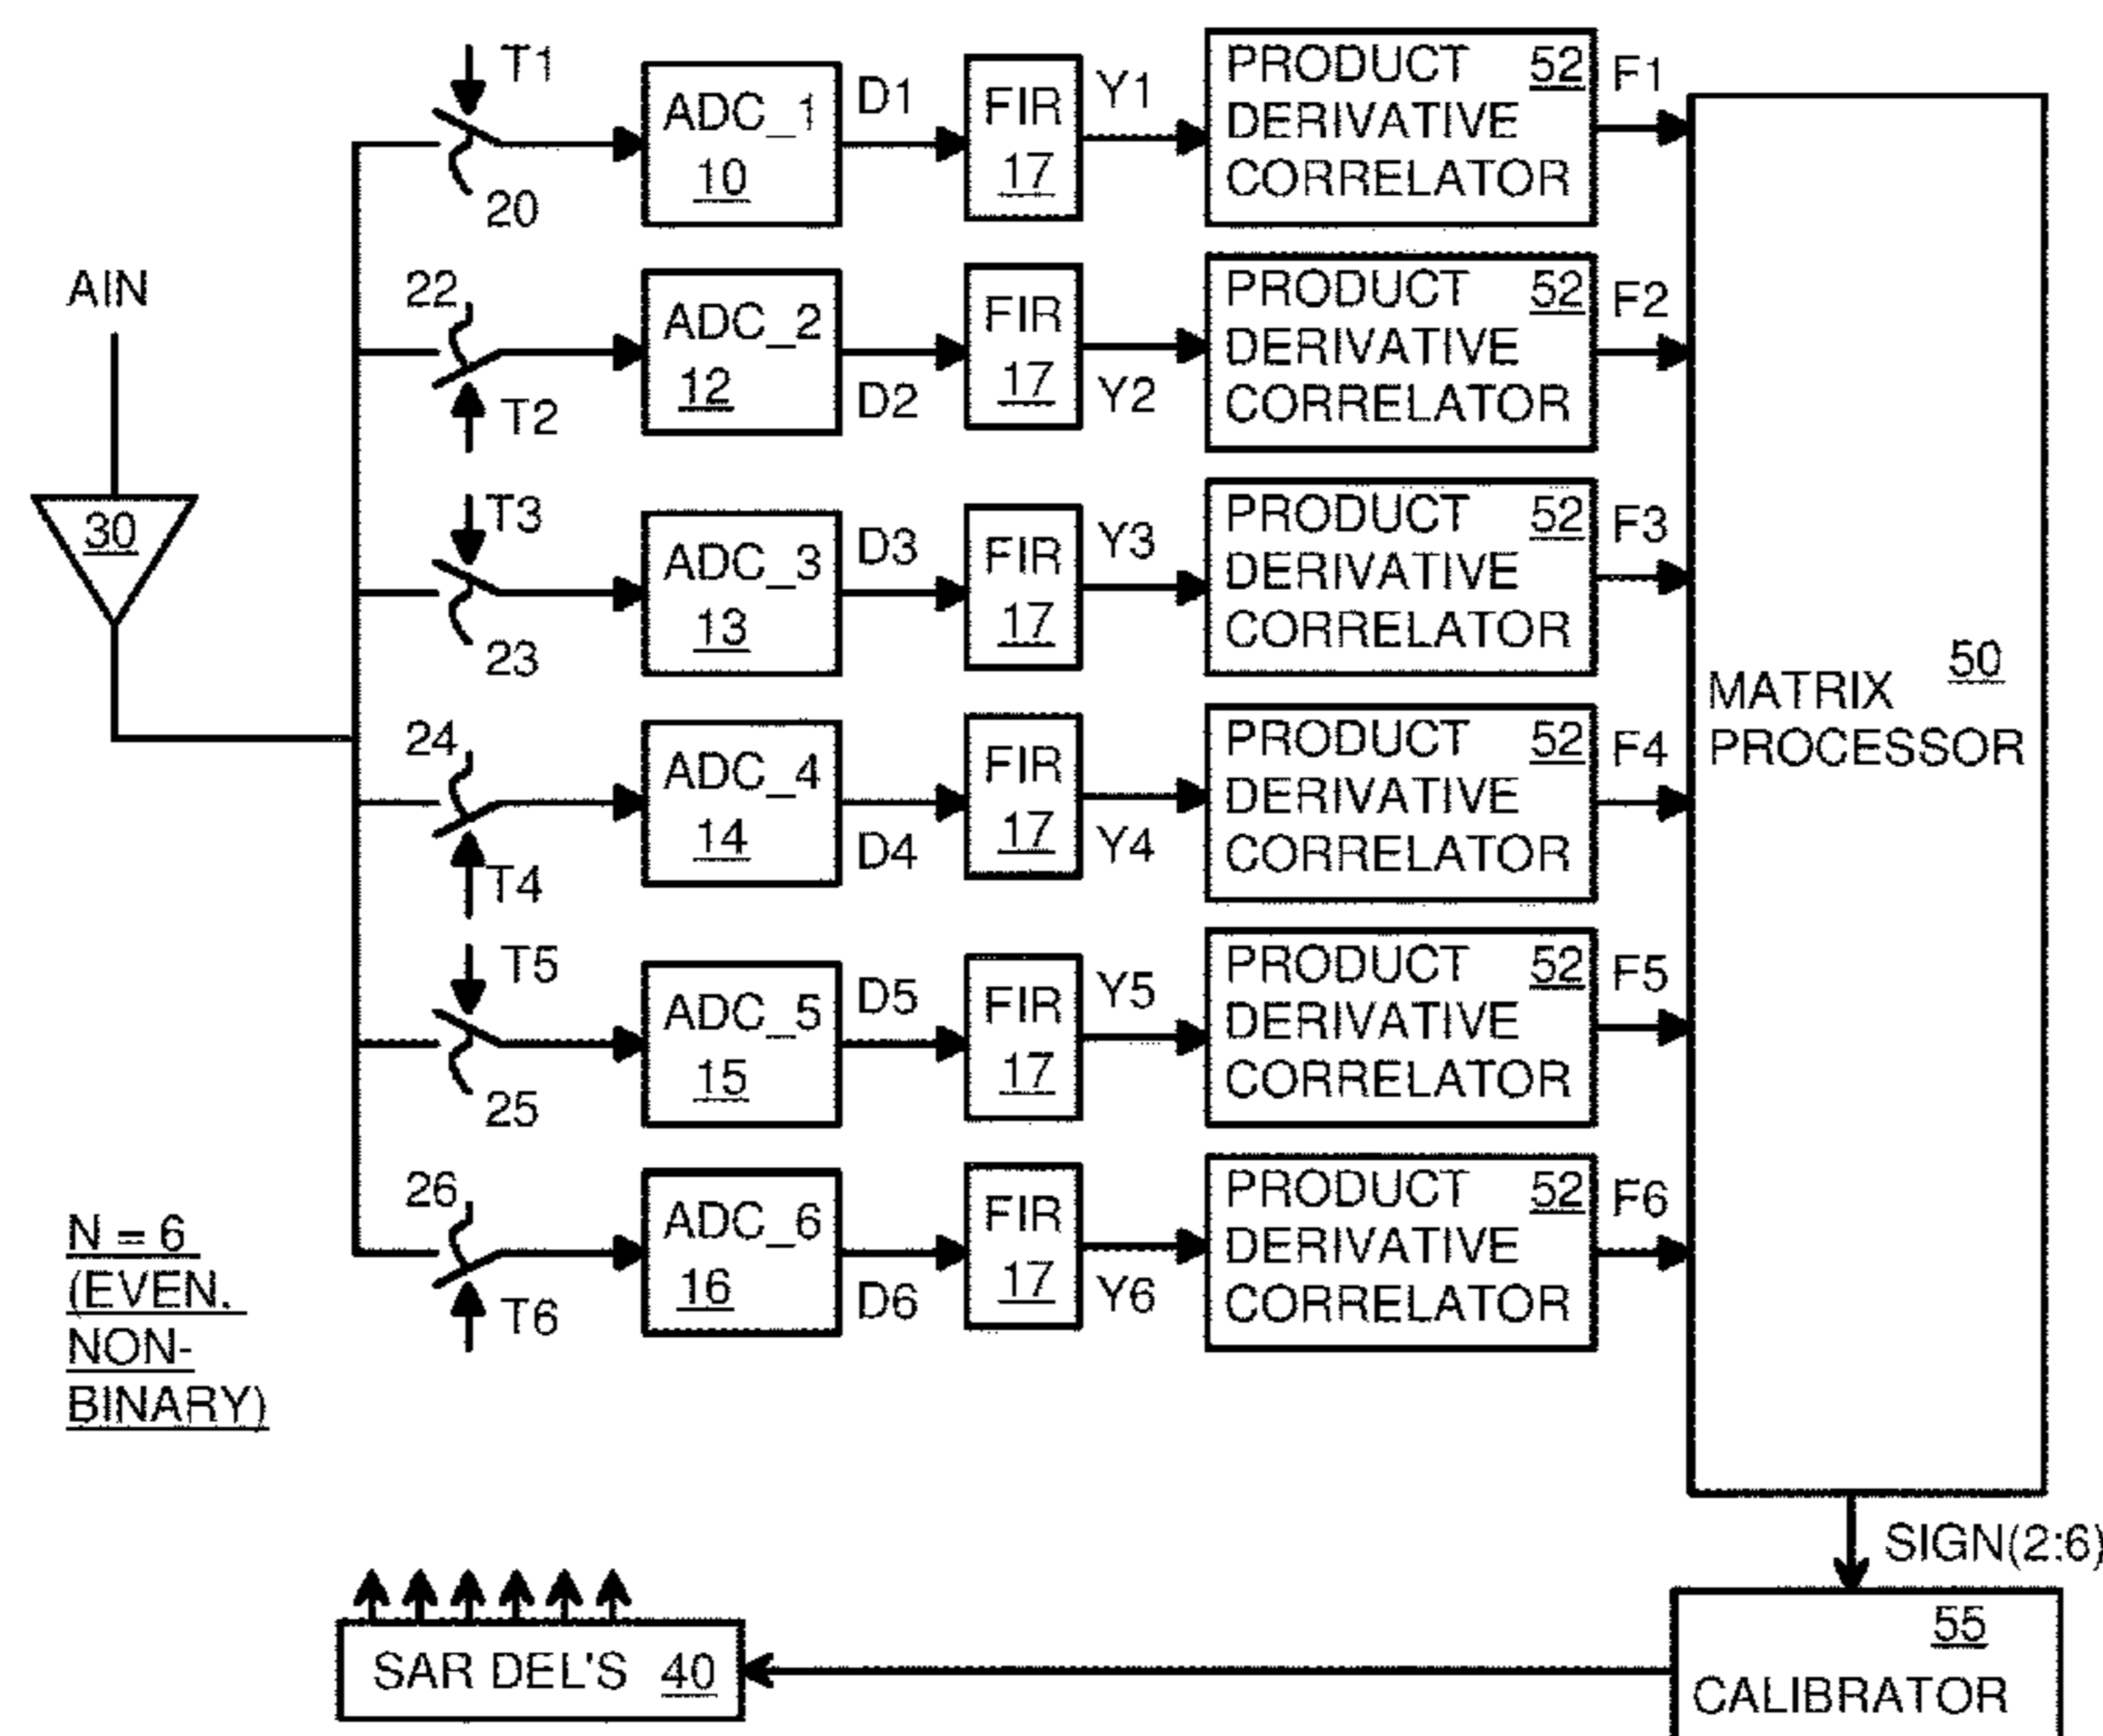 AIN
30
T1
20
ADC_1
10
D1
FIR
17
Y1
PRODUCT 52
DERIVATIVE
CORRELATOR
F1
22
T2
ADC_2
12
D2
FIR
17
Y2
PRODUCT 52
DERIVATIVE
CORRELATOR
F2
T3
23
ADC_3
13
D3
FIR
17
Y3
PRODUCT 52
DERIVATIVE
CORRELATOR
F3
24
T4
ADC_4
14
D4
FIR
17
Y4
PRODUCT 52
DERIVATIVE
CORRELATOR
F4
T5
25
ADC_5
15
D5
FIR
17
Y5
PRODUCT 52
DERIVATIVE
CORRELATOR
F5
26
T6
ADC_6
16
D6
FIR
17
Y6
PRODUCT 52
DERIVATIVE
CORRELATOR
F6
50
MATRIX
PROCESSOR
N = 6
(EVEN,
NON-
BINARY)
SIGN(2:6)
55
CALIBRATOR
SAR DEL'S 40